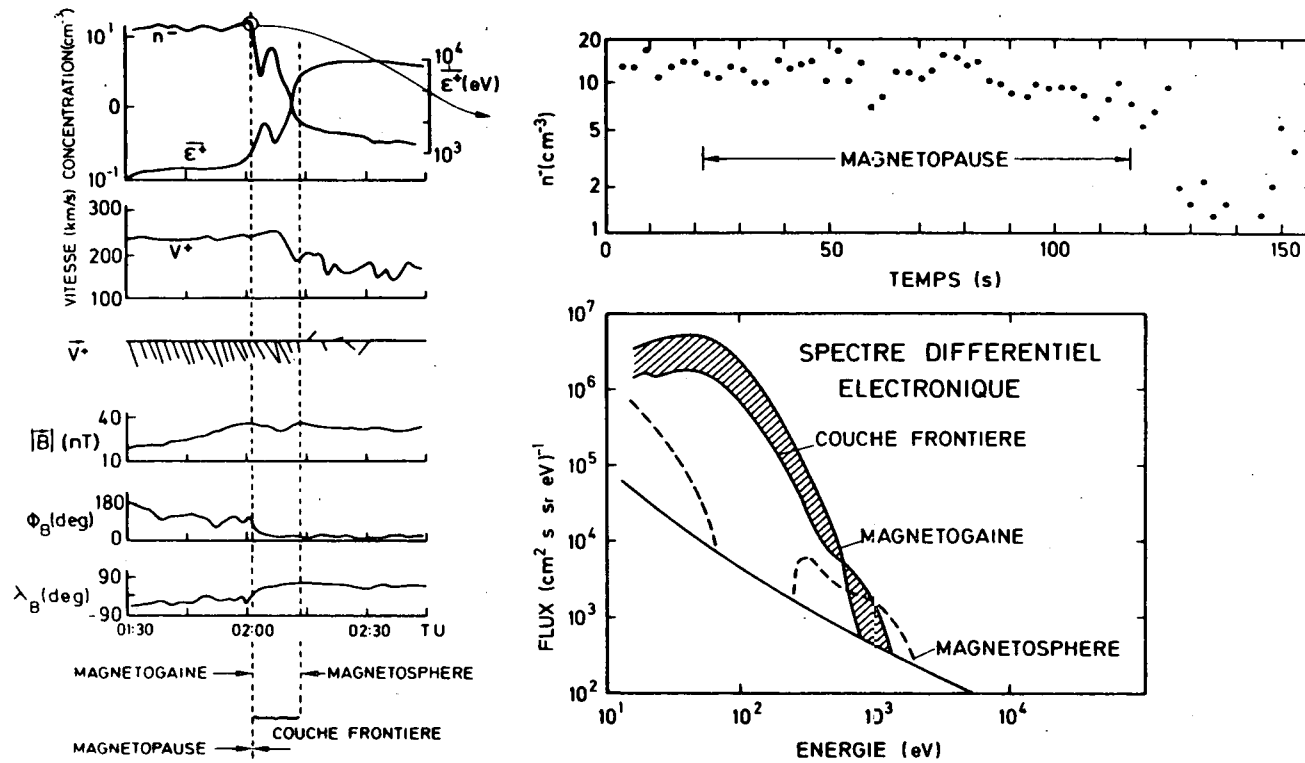 CONCENTRATION(cm⁻³)
10¹
0
10⁻¹
n⁻
ε⁺
10⁴
ε⁺(eV)
10³
VITESSE (km/s)
300
200
100
V⁺
V⁺
|B| (nT)
40
10
Φ_B(deg)
180
0
λ_B(deg)
90
-90
01:30 02:00 02:30 TU
MAGNETOGAINE MAGNETOSPHERE
COUCHE FRONTIÈRE
MAGNETOPAUSE
n⁻(cm⁻³)
20
10
5
2
1
MAGNETOPAUSE
0 50 100 150
TEMPS (s)
FLUX (cm² s sr eV)⁻¹
10⁷
10⁶
10⁵
10⁴
10³
10²
SPECTRE DIFFERENTIEL
ELECTRONIQUE
COUCHE FRONTIÈRE
MAGNETOGAINE
MAGNETOSPHÈRE
10¹ 10² 10³ 10⁴
ENERGIE (eV)